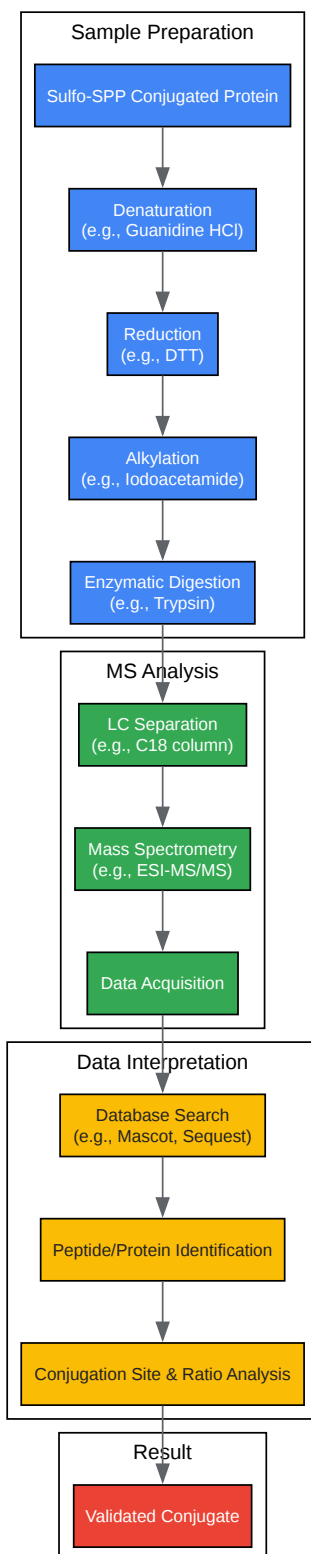 Sample Preparation
Sulfo-SPP Conjugated Protein
Denaturation
(e.g., Guanidine HCl)
Reduction
(e.g., DTT)
Alkylation
(e.g., Iodoacetamide)
Enzymatic Digestion
(e.g., Trypsin)
MS Analysis
LC Separation
(e.g., C18 column)
Mass Spectrometry
(e.g., ESI-MS/MS)
Data Acquisition
Data Interpretation
Database Search
(e.g., Mascot, Sequest)
Peptide/Protein Identification
Conjugation Site & Ratio Analysis
Result
Validated Conjugate